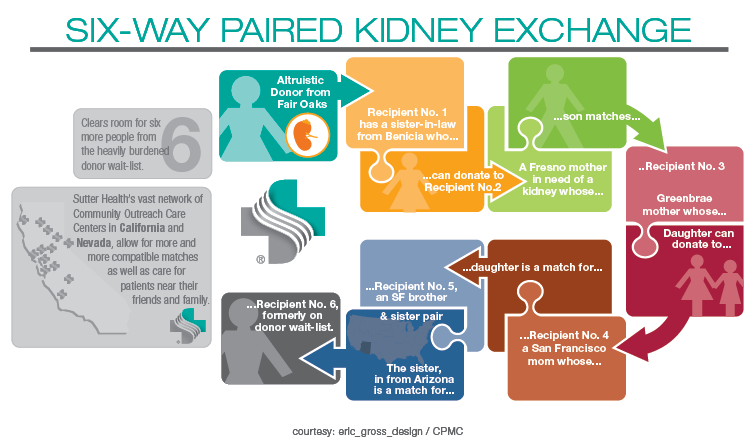 SIX-WAY PAIRED KIDNEY EXCHANGE
Altruistic
Donor from
Fair Oaks
Recipient No. 1
has a sister-in-law
from Benicia who...
...can donate to
Recipient No.2
A Fresno mother
in need of a
kidney whose...
...son matches...
..Recipient No. 3
Greenbrae
mother whose...
Daughter can
donate to...
...Recipient No. 4
a San Francisco
mom whose...
...daughter is a match for...
...Recipient No. 5,
an SF brother
& sister pair
The sister,
in from Arizona
is a match for...
...Recipient No. 6,
formerly on
donor wait-list.
6
Clears room for six
more people from
the heavily burdened
donor wait-list.
Sutter Health's vast network of
Community Outreach Care
Centers in California and
Nevada, allow for more and
more compatible matches
as well as care for
patients near their
friends and family.
®
courtesy: eric_gross_design / CPMC